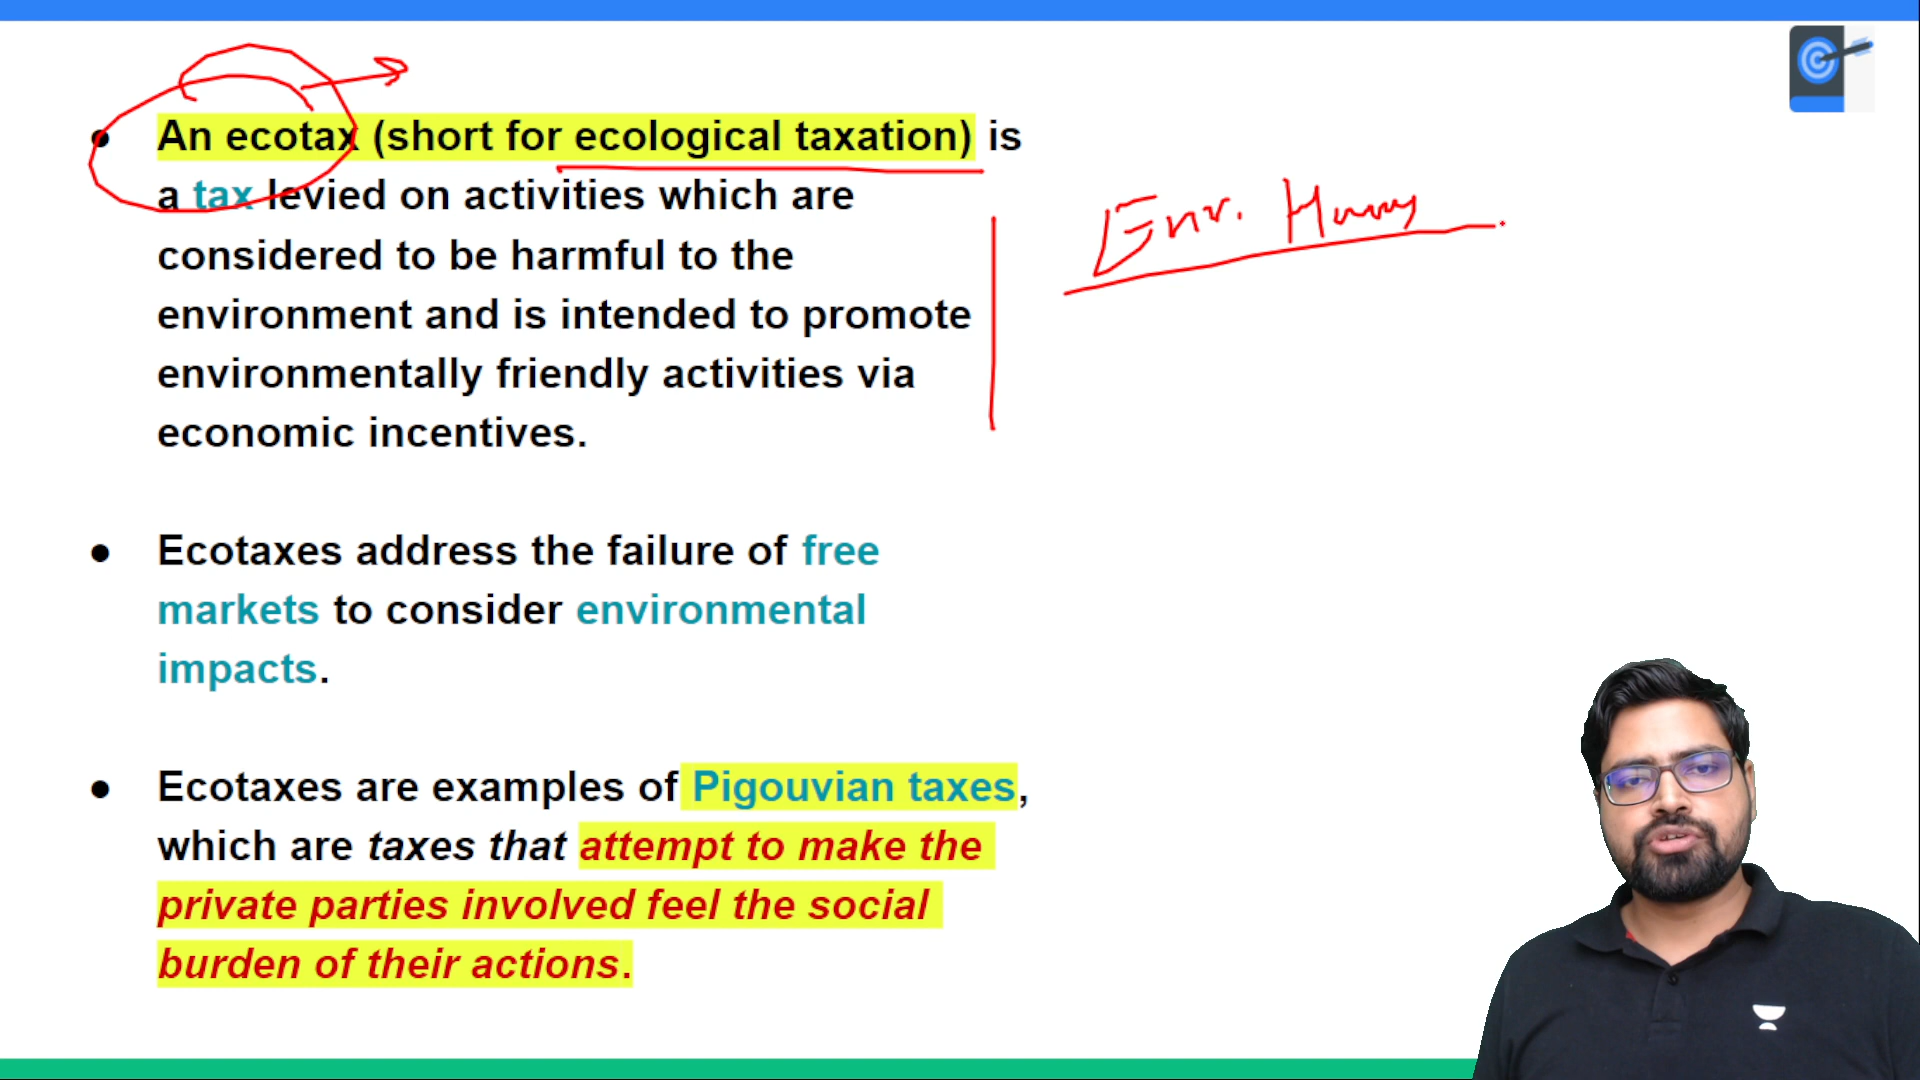 ● An ecotax (short for ecological taxation) is
a tax levied on activities which are
considered to be harmful to the
environment and is intended to promote
environmentally friendly activities via
economic incentives.
Env.
● Ecotaxes address the failure of free
markets to consider environmental
impacts.
● Ecotaxes are examples of Pigouvian taxes,
which are taxes that attempt to make the
private parties involved feel the social
burden of their actions.